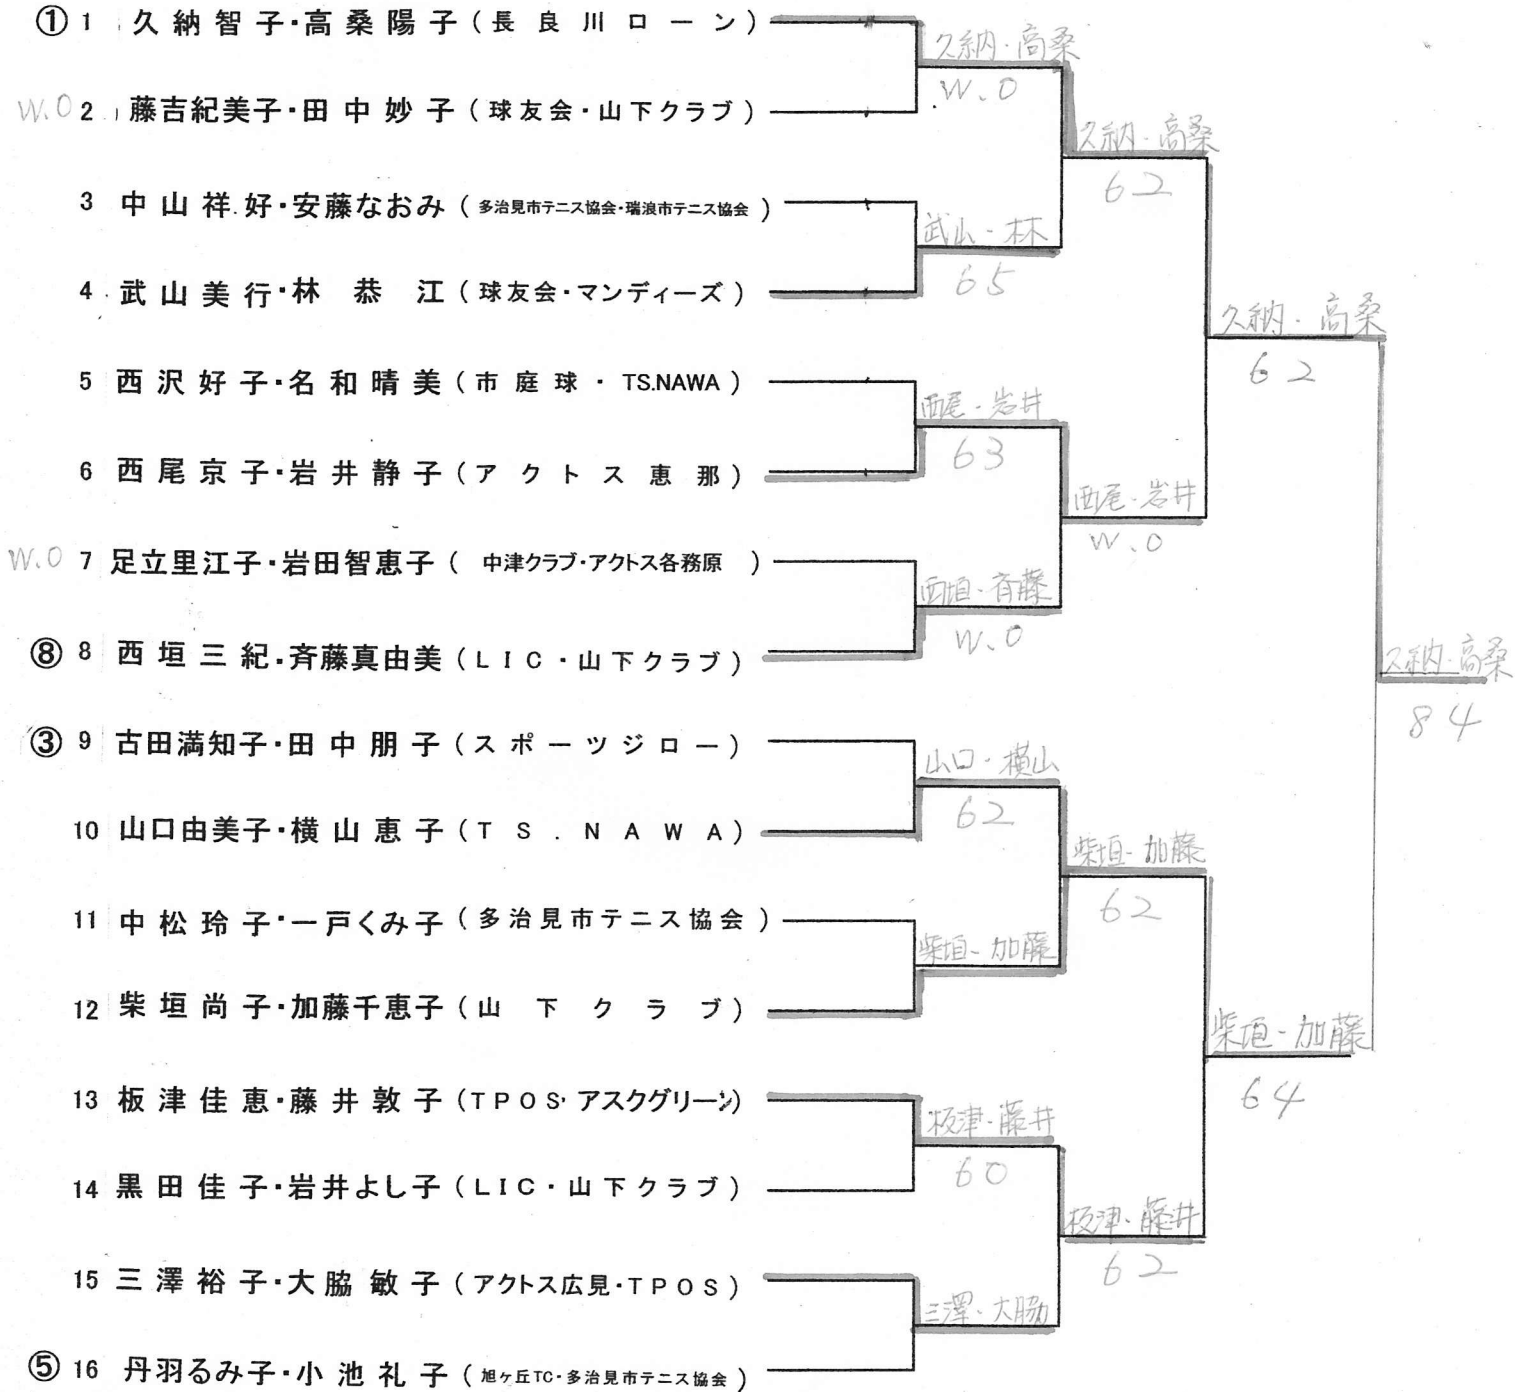 ① 1 久納智子・高桑陽子(長良川ローン)
久納・高桑
W.O
W.O 2 藤吉紀美子・田中妙子(球友会・山下クラブ)
久納・高桑
62
3 中山祥好・安藤なおみ(多治見市テニス協会・瑞浪市テニス協会)
武山・林
65
4 武山美行・林恭江(球友会・マンディーズ)
久納・高桑
62
5 西沢好子・名和晴美(市庭球・TS.NAWA)
西尾・岩井
63
6 西尾京子・岩井静子(アクトス恵那)
西尾・岩井
W.O
W.O 7 足立里江子・岩田智恵子(中津クラブ・アクトス各務原)
西垣・斉藤
W.O
⑧ 8 西垣三紀・斉藤真由美(LIC・山下クラブ)
久納・高桑
84
③ 9 古田満知子・田中朋子(スポーツジロー)
山口・横山
62
10 山口由美子・横山恵子(TS.NAWA)
柴垣-加藤
62
11 中松玲子・一戸くみ子(多治見市テニス協会)
柴垣-加藤
12 柴垣尚子・加藤千恵子(山下クラブ)
柴垣-加藤
64
13 板津佳恵・藤井敦子(TPOS・アスクグリーン)
板津・藤井
60
14 黒田佳子・岩井よし子(LIC・山下クラブ)
板津・藤井
62
15 三澤裕子・大脇敏子(アクトス広見・TPOS)
三澤・大脇
⑤ 16 丹羽るみ子・小池礼子(旭ヶ丘TC・多治見市テニス協会)